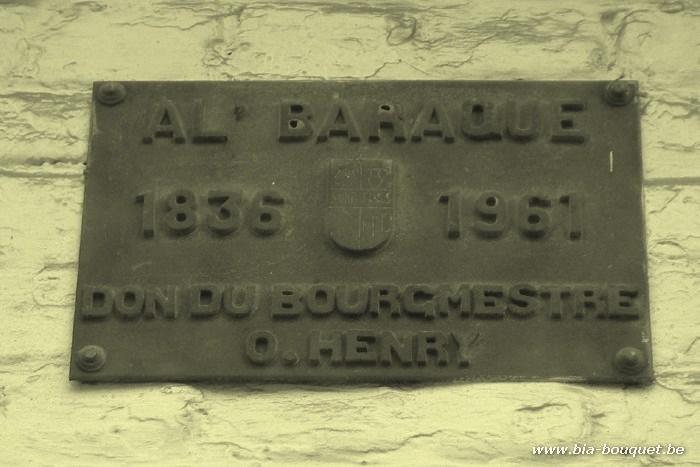 AL' BARAQUE
1836 1961
DON DU BOURGMESTRE
O. HENRY
www.bia-bouquet.be